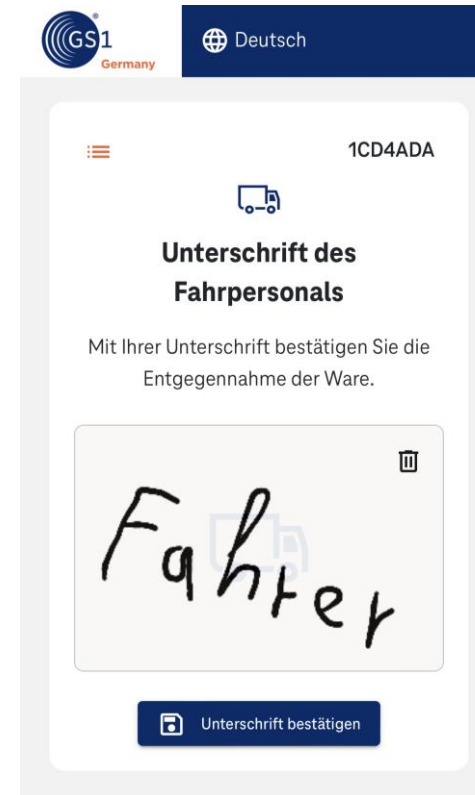 GS1
Germany
Deutsch
1CD4ADA
Unterschrift des
Fahrpersonals
Mit Ihrer Unterschrift bestätigen Sie die
Entgegennahme der Ware.
Fahrer
Unterschrift bestätigen